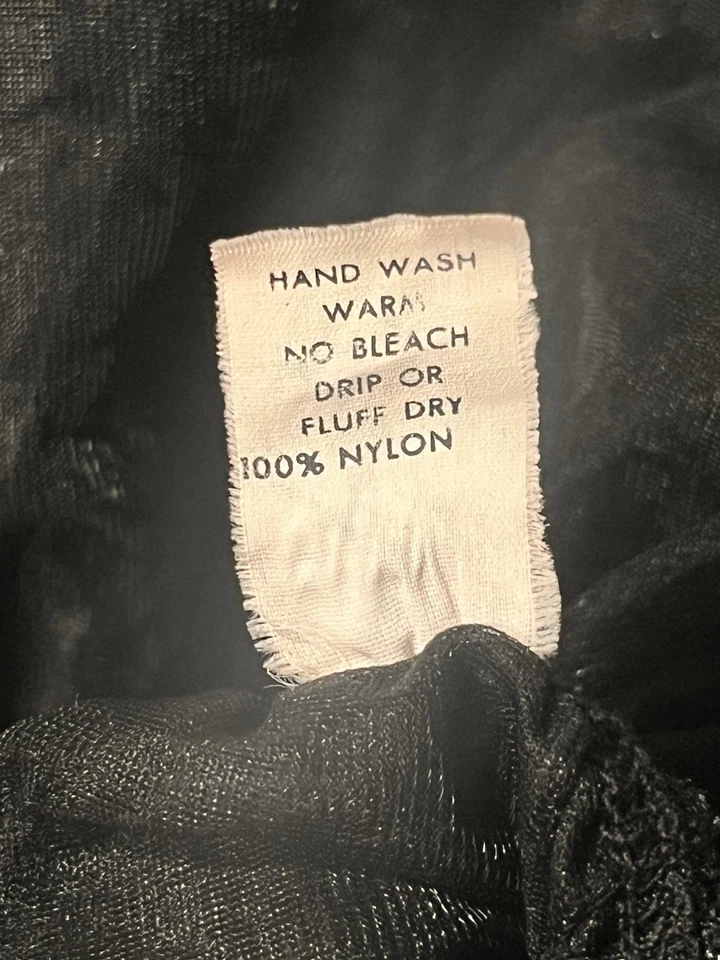 HAND WASH
WARM
NO BLEACH
DRIP OR
FLUFF DRY
100% NYLON